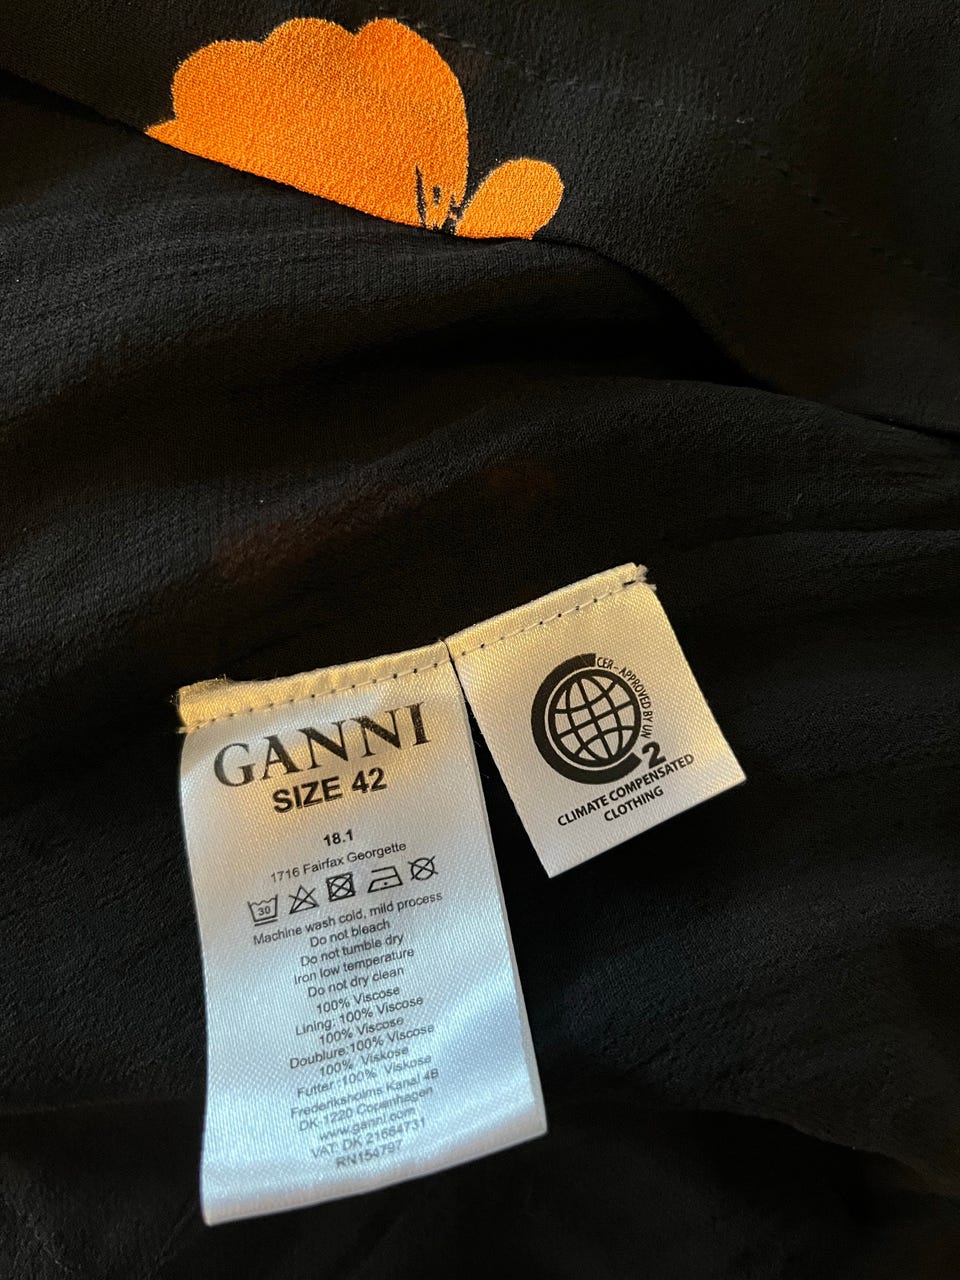 GANNI
SIZE 42
18.1
1716 Fairfax Georgette
30
Machine wash cold, mild process
Do not bleach
Do not tumble dry
Iron low temperature
Do not dry clean
100% Viscose
Lining: 100% Viscose
100% Viscose
Doublure:100% Viscose
100% Viskose
Futter :100% Viskose
Frederiksholms Kanal 4B
DK-1220 Copenhagen
www.ganni.com
VAT: DK 21684731
RN154797
CER-APPROVED BY UN
2
CLIMATE COMPENSATED
CLOTHING